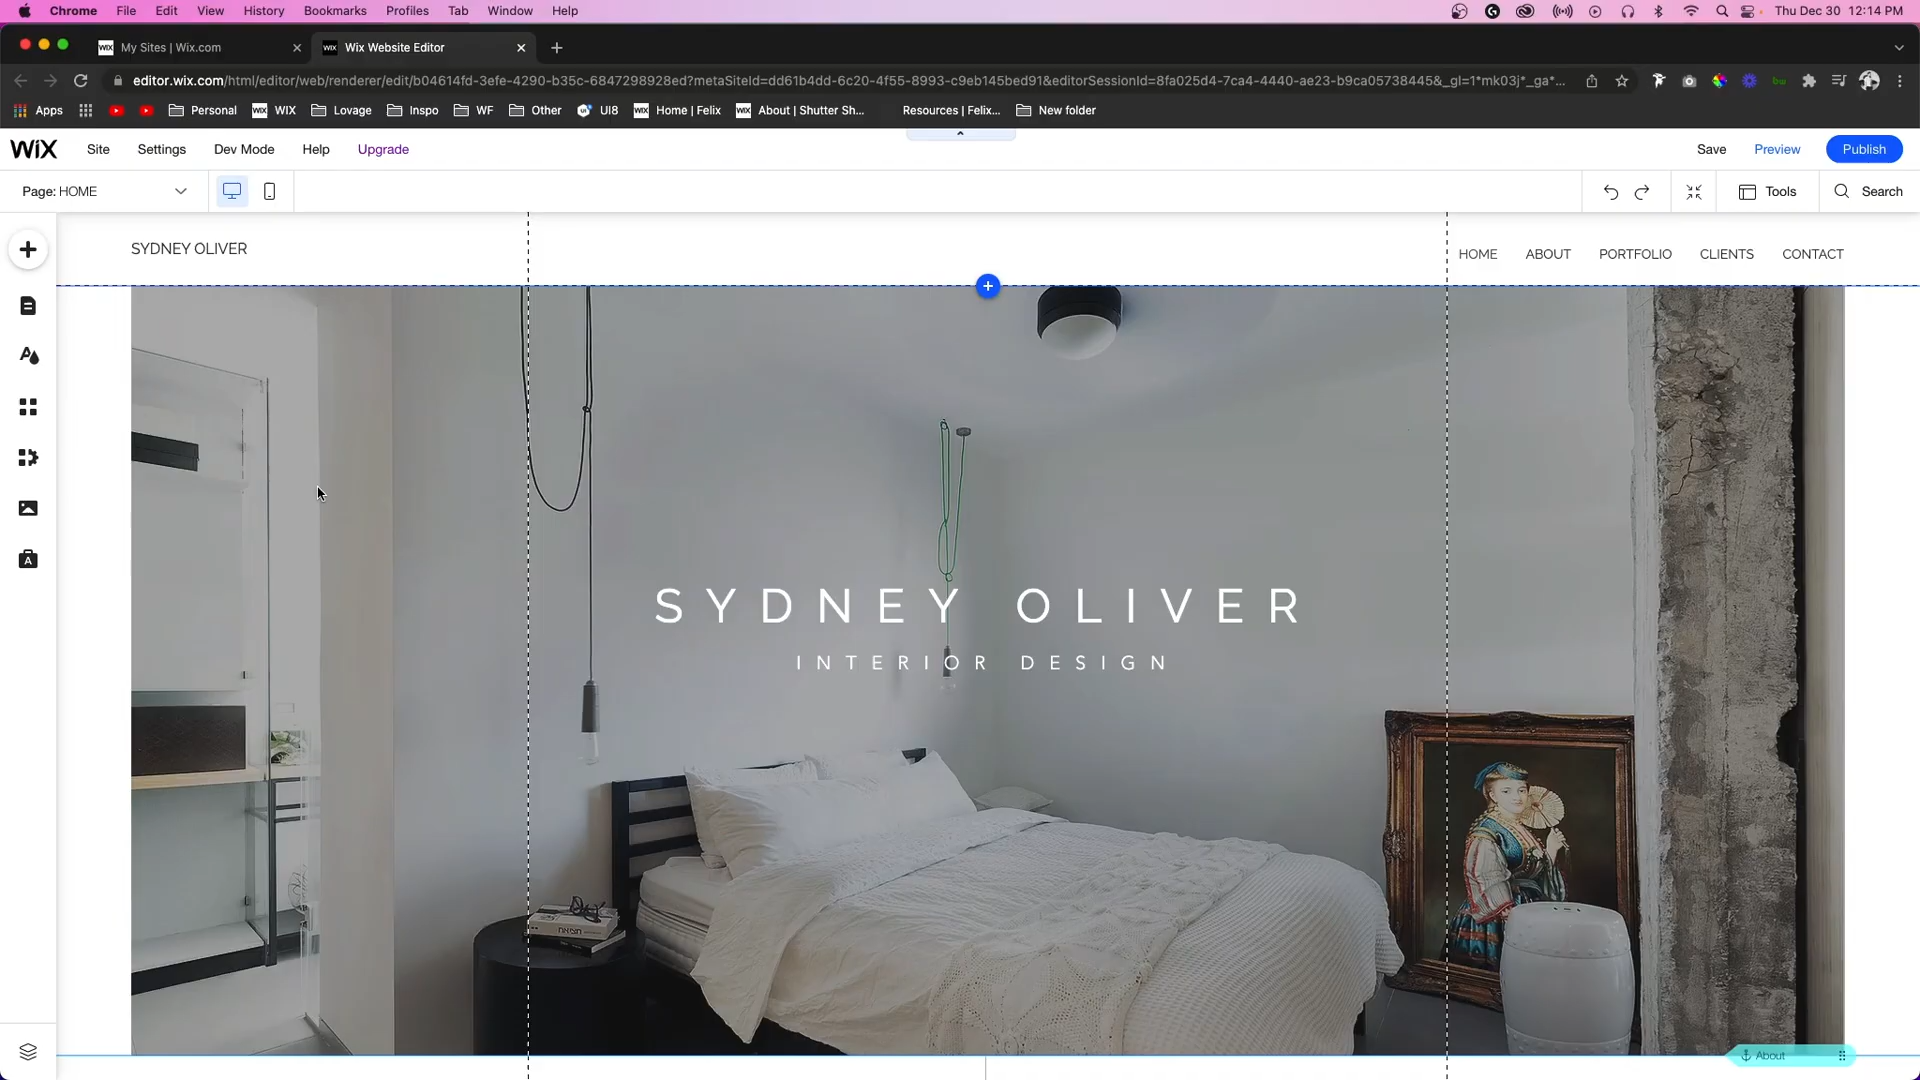 Chrome File Edit View History Bookmarks Profiles Tab Window Help Thu Dec 30 12:14 PM
WIX My Sites | Wix.com WIX Wix Website Editor
editor.wix.com/html/editor/web/renderer/edit/b04614fd-3efe-4290-b35c-6847298928ed?metaSiteId=dd61b4dd-6c20-4f55-8993-c9eb145bed91&editorSessionId=8fa025d4-7ca4-4440-ae23-b9ca05738445&_gl=1*mk03j*_ga*...
Apps Personal WIX WIX Lovage Inspo WF Other UI8 WIX Home | Felix WIX About | Shutter Sh... Resources | Felix... New folder
WIX Site Settings Dev Mode Help Upgrade Save Preview Publish
Page: HOME Tools Search
SYDNEY OLIVER HOME ABOUT PORTFOLIO CLIENTS CONTACT
SYDNEY OLIVER
INTERIOR DESIGN
About